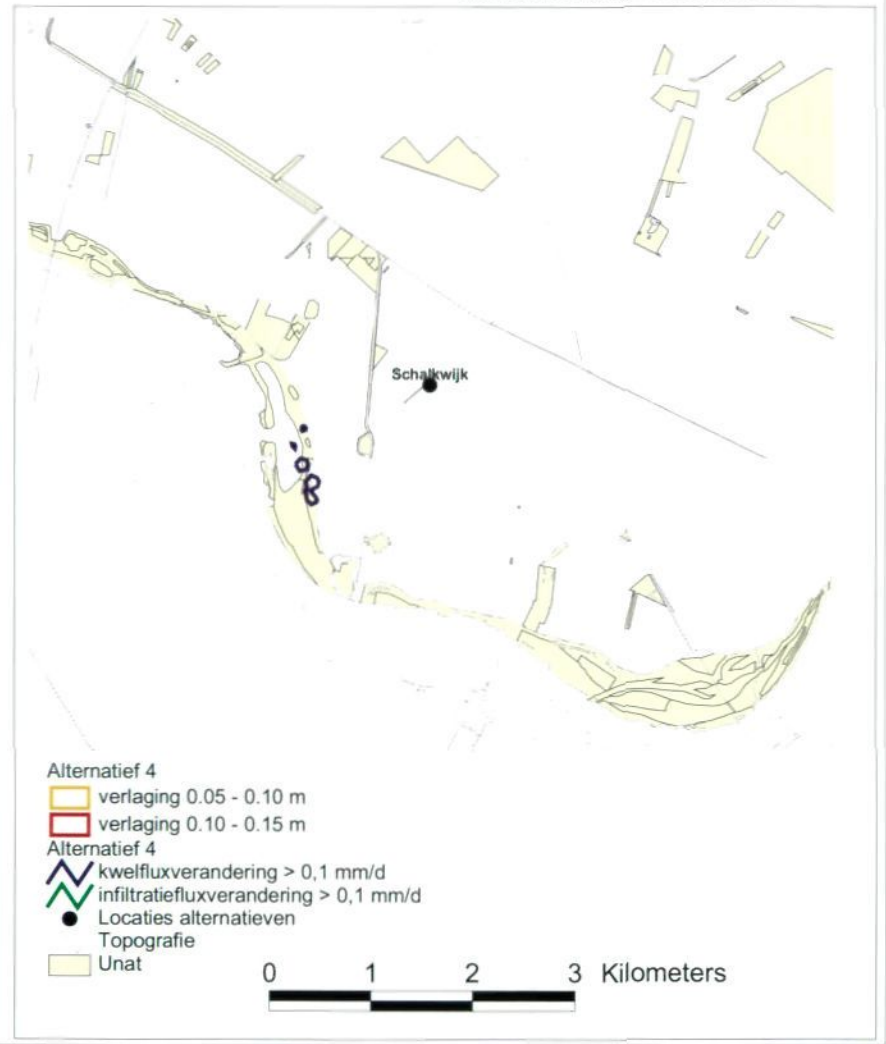 Schalkwijk
Alternatief 4
verlaging 0.05 - 0.10 m
verlaging 0.10 - 0.15 m
Alternatief 4
kwelfluxverandering > 0,1 mm/d
infiltratiefluxverandering > 0,1 mm/d
Locaties alternatieven
Topografie
Unat
0 1 2 3 Kilometers